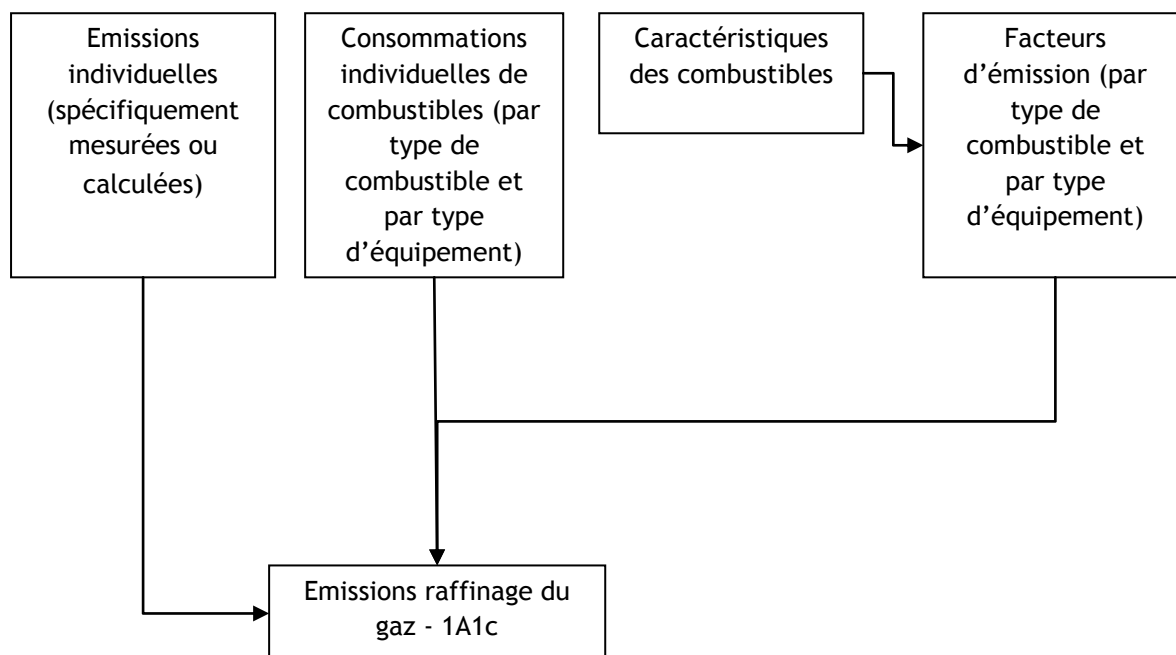 Emissions
individuelles
(spécifiquement
mesurées ou
calculées)
Consommations
individuelles de
combustibles (par
type de
combustible et
par type
d’équipement)
Caractéristiques
des combustibles
Facteurs
d’émission (par
type de
combustible et
par type
d’équipement)
Emissions raffinage du
gaz - 1A1c